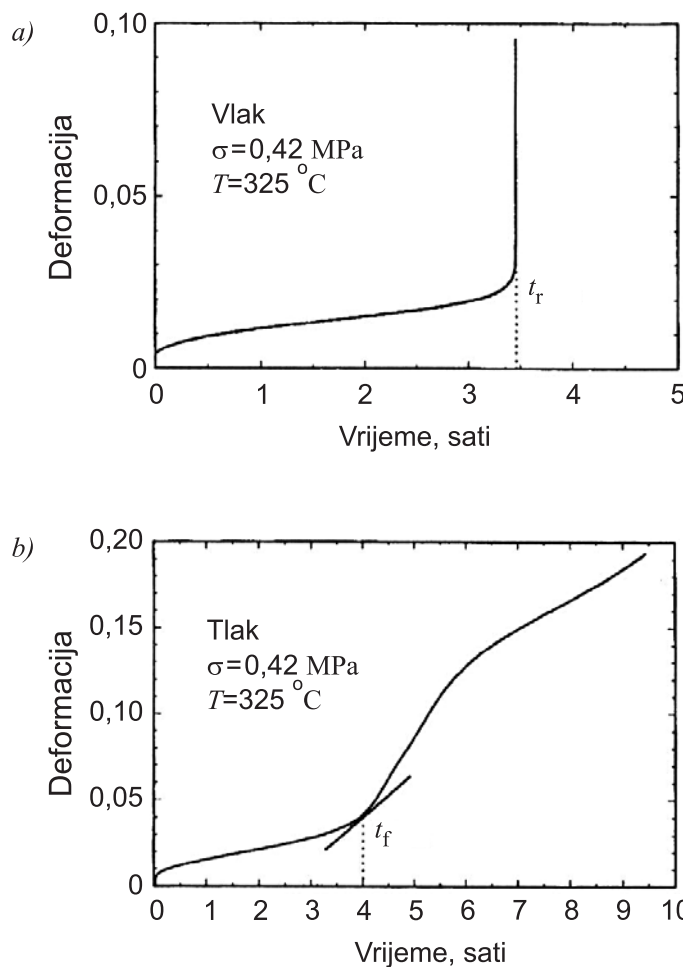 a)
0,10
0,05
0
Deformacija
Vlak
σ=0,42 MPa
T=325 °C
tr
0 1 2 3 4 5
Vrijeme, sati
b)
0,20
0,15
0,10
0,05
0
Deformacija
Tlak
σ=0,42 MPa
T=325 °C
tf
0 1 2 3 4 5 6 7 8 9 10
Vrijeme, sati